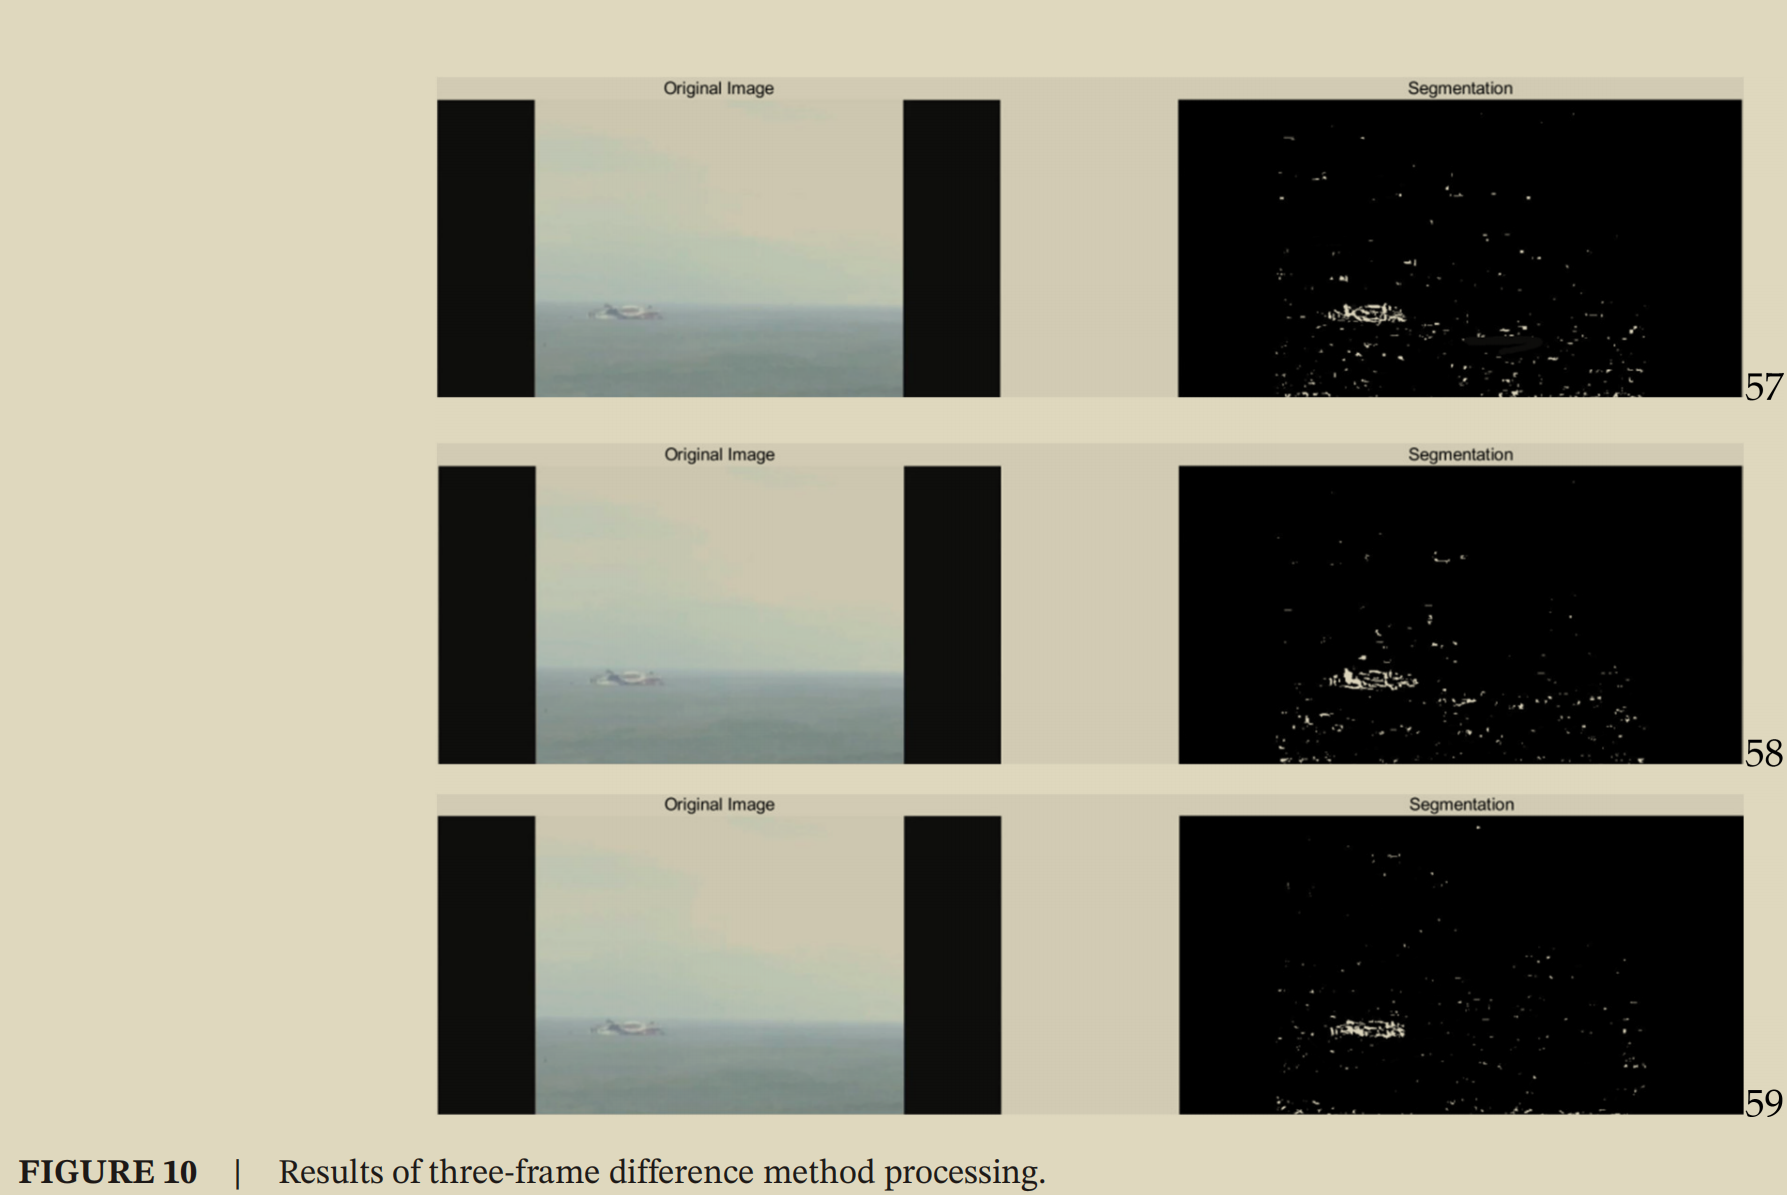 Original Image Segmentation
57
Original Image Segmentation
58
Original Image Segmentation
59
FIGURE 10 | Results of three-frame difference method processing.